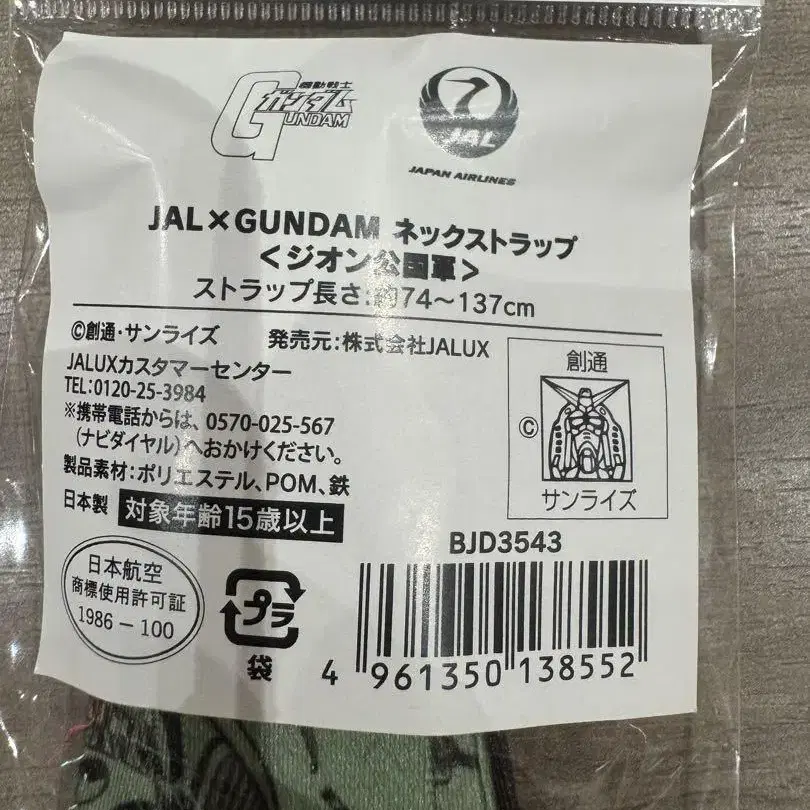 機動戦士
ガンダム
GUNDAM
JAL
JAPAN AIRLINES
JAL×GUNDAM ネックストラップ
<ジオン公国軍>
ストラップ長さ:約74~137cm
©創通・サンライズ 発売元:株式会社JALUX
JALUXカスタマーセンター
TEL:0120-25-3984
※携帯電話からは、0570-025-567
(ナビダイヤル)へおかけください。
製品素材:ポリエステル、POM、鉄
日本製 対象年齢15歳以上
創通
©
サンライズ
BJD3543
日本航空
商標使用許可証
1986-100
プラ
袋
4 961350 138552